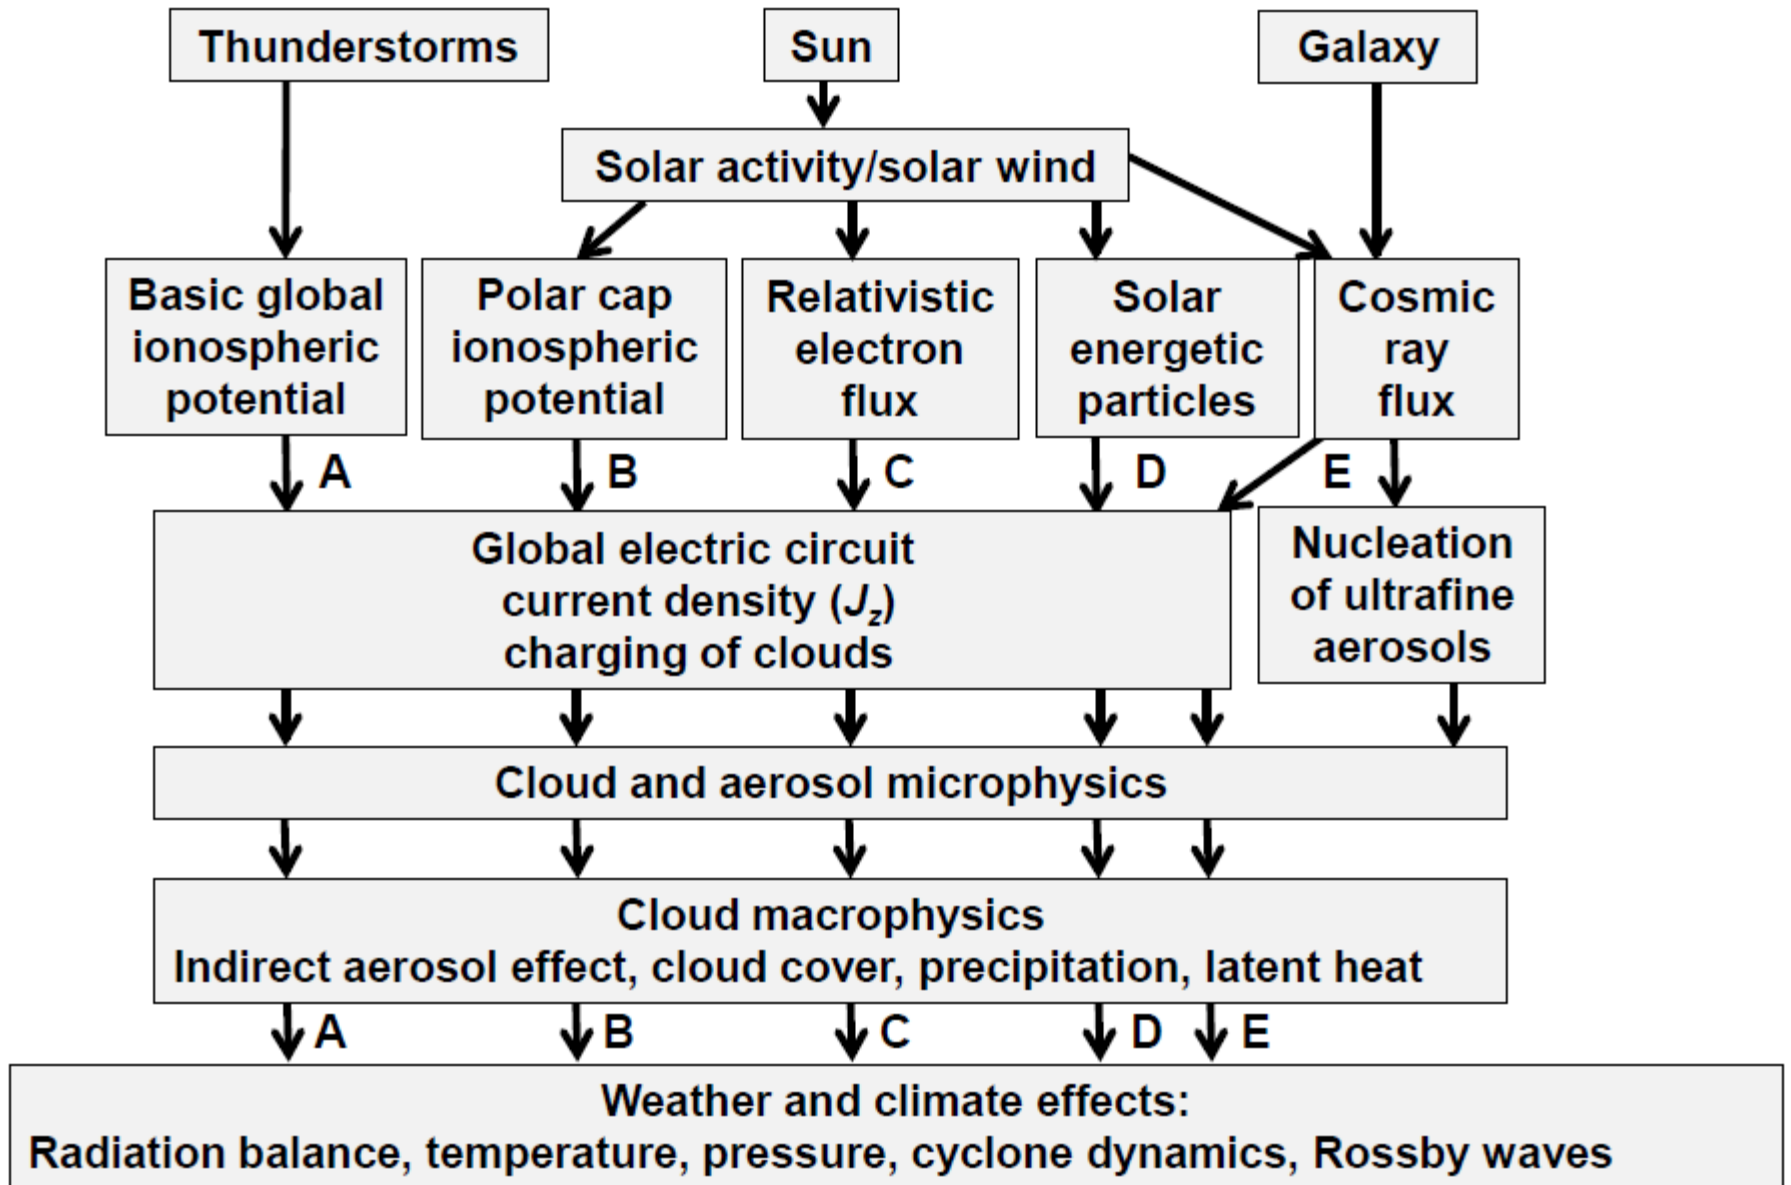 Thunderstorms
Sun
Galaxy
Solar activity/solar wind
Basic global
ionospheric
potential
Polar cap
ionospheric
potential
Relativistic
electron
flux
Solar
energetic
particles
Cosmic
ray
flux
A
B
C
D
E
Global electric circuit
current density (Jz)
charging of clouds
Nucleation
of ultrafine
aerosols
Cloud and aerosol microphysics
Cloud macrophysics
Indirect aerosol effect, cloud cover, precipitation, latent heat
A
B
C
D
E
Weather and climate effects:
Radiation balance, temperature, pressure, cyclone dynamics, Rossby waves